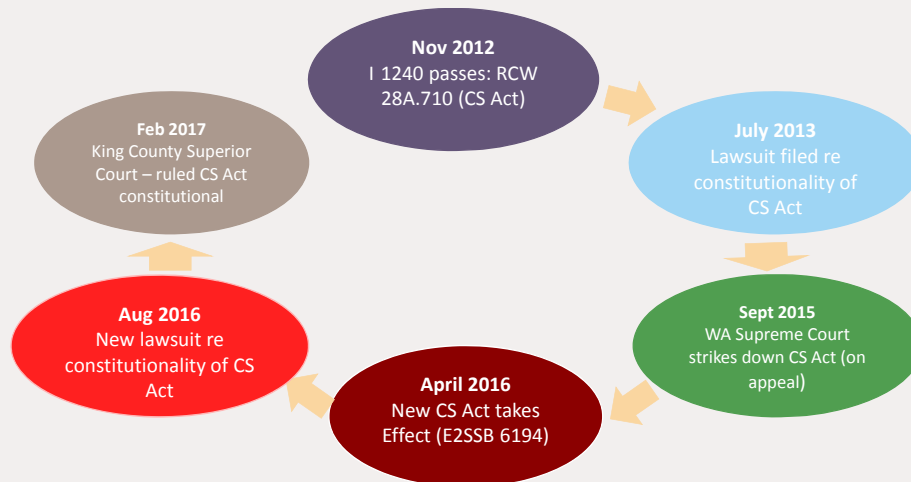 Nov 2012
I 1240 passes: RCW
28A.710 (CS Act)
July 2013
Lawsuit filed re
constitutionality of
CS Act
Sept 2015
WA Supreme Court
strikes down CS Act (on
appeal)
April 2016
New CS Act takes
Effect (E2SSB 6194)
Aug 2016
New lawsuit re
constitutionality of CS
Act
Feb 2017
King County Superior
Court – ruled CS Act
constitutional